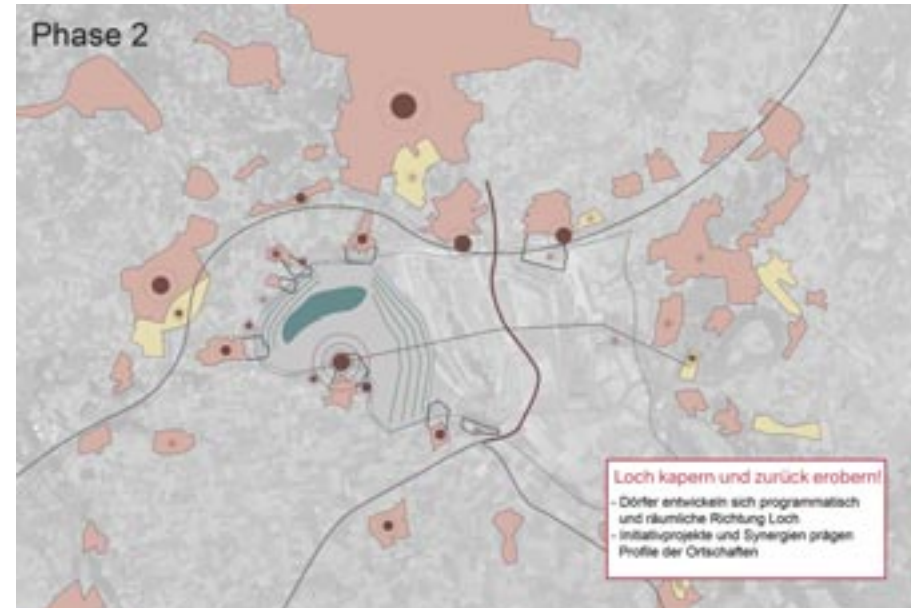 Phase 2
Loch kapern und zurück erobern!
- Dörfer entwickeln sich programmatisch
und räumliche Richtung Loch
- Initiativprojekte und Synergien prägen
Profile der Ortschaften